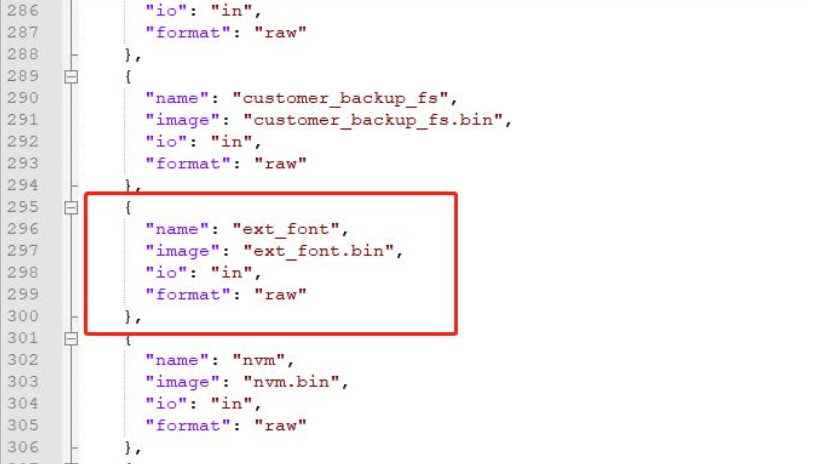 286 "io": "in",
287 "format": "raw"
288 },
289 {
290 "name": "customer_backup_fs",
291 "image": "customer_backup_fs.bin",
292 "io": "in",
293 "format": "raw"
294 },
295 {
296 "name": "ext_font",
297 "image": "ext_font.bin",
298 "io": "in",
299 "format": "raw"
300 },
301 {
302 "name": "nvm",
303 "image": "nvm.bin",
304 "io": "in",
305 "format": "raw"
306 },